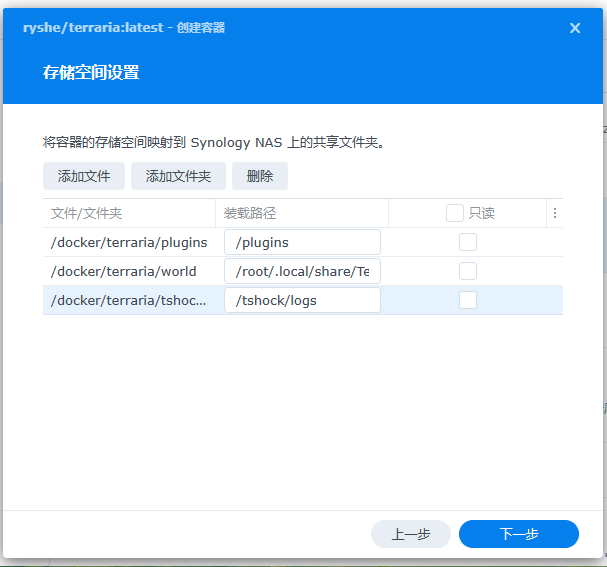 ryshe/terraria:latest - 创建容器
存储空间设置
将容器的存储空间映射到 Synology NAS 上的共享文件夹。
添加文件 添加文件夹 删除
文件/文件夹 装载路径 只读
/docker/terraria/plugins /plugins
/docker/terraria/world /root/.local/share/Te
/docker/terraria/tshoc... /tshock/logs
上一步 下一步